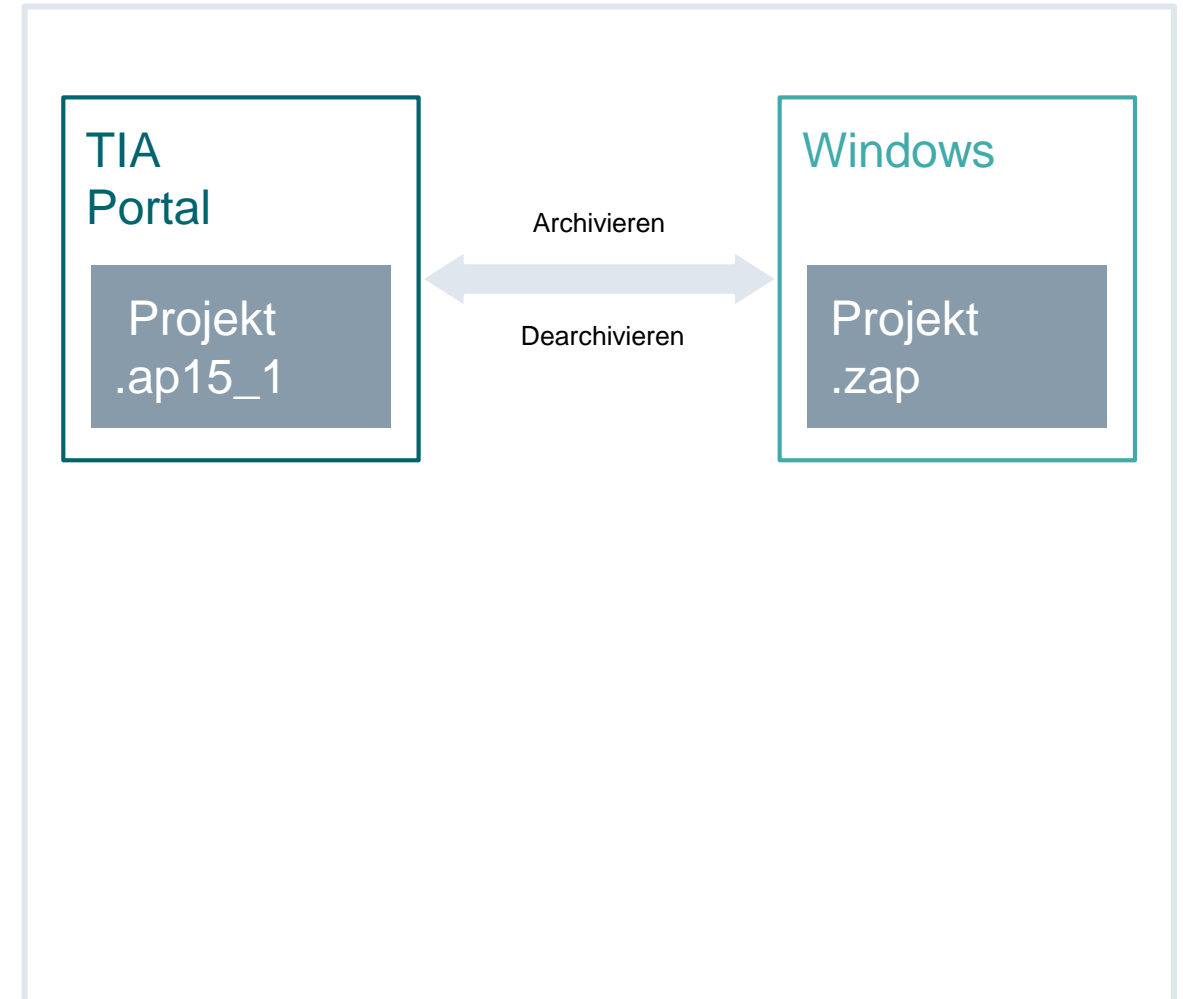 TIA
Portal
Projekt
.ap15_1
Archivieren
Dearchivieren
Windows
Projekt
.zap